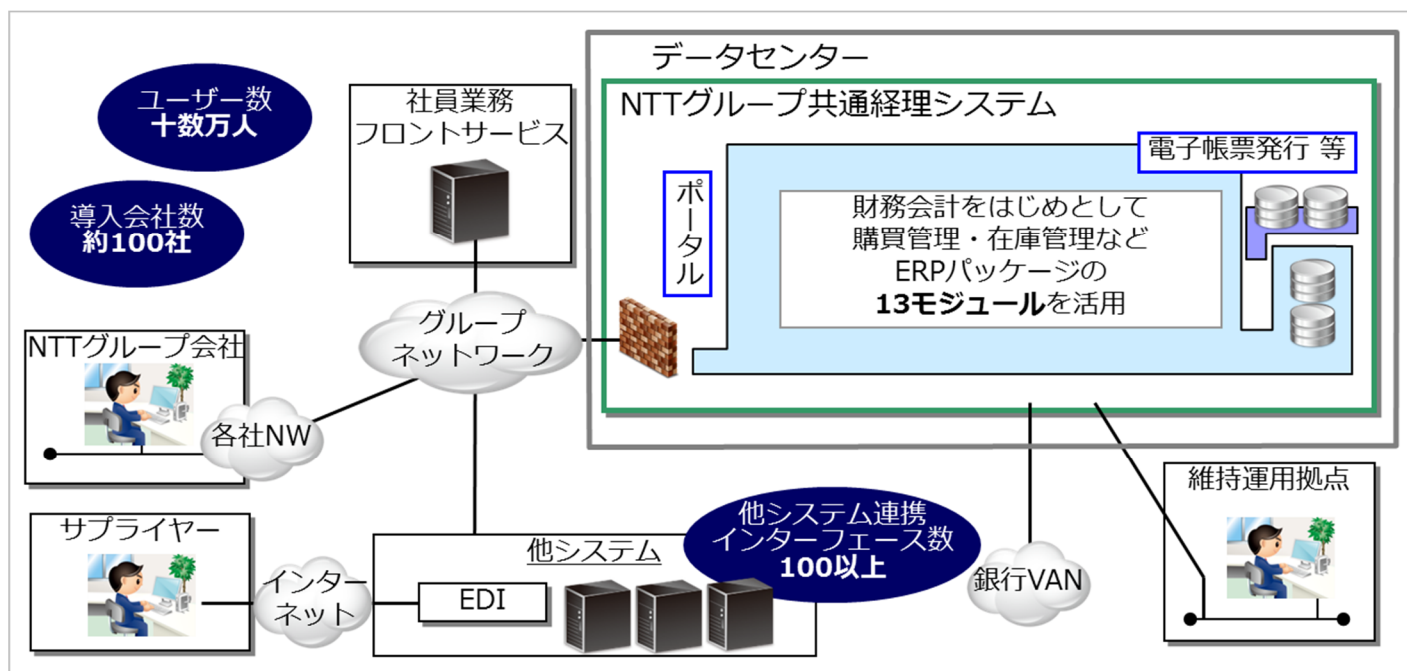 データセンター
NTTグループ共通経理システム
ユーザー数
十数万人
社員業務
フロントサービス
電子帳票発行 等
ポータル
導入会社数
約100社
財務会計をはじめとして
購買管理・在庫管理など
ERPパッケージの
13モジュールを活用
グループ
ネットワーク
NTTグループ会社
各社NW
維持運用拠点
サプライヤー
他システム連携
インターフェース数
100以上
他システム
インター
ネット
EDI
銀行VAN